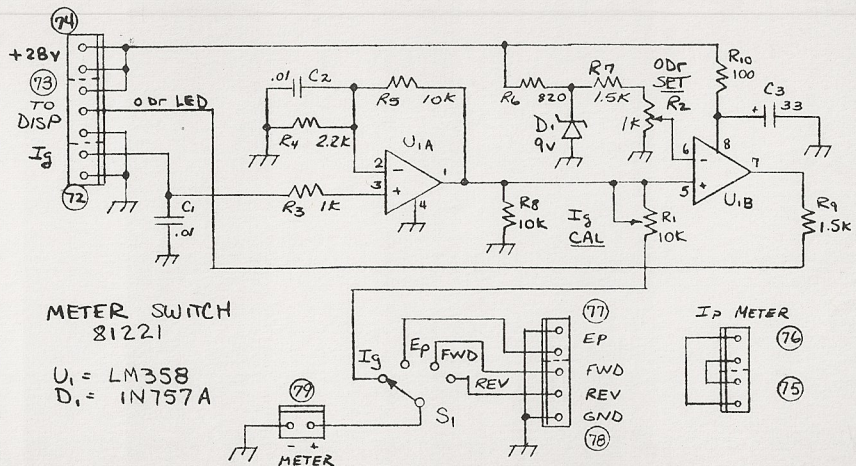 74
+28V
73
TO
DISP
ODr LED
Ig
72
C1
.01
.01 C2
R4 2.2K
R5 10K
R3 1K
U1A
2 -
3 +
1
4
R8
10K
Ig
CAL
R1
10K
R6 820
D1
9V
R7
1.5K
ODr
SET
R2
1K
R10
100
C3
+ 33
6 -
5 +
8
7
U1B
R9
1.5K
METER SWITCH
81221
U1 = LM358
D1 = 1N757A
79
- +
METER
Ig
Ep
FWD
REV
S1
77
EP
FWD
REV
GND
78
Ip METER
76
75